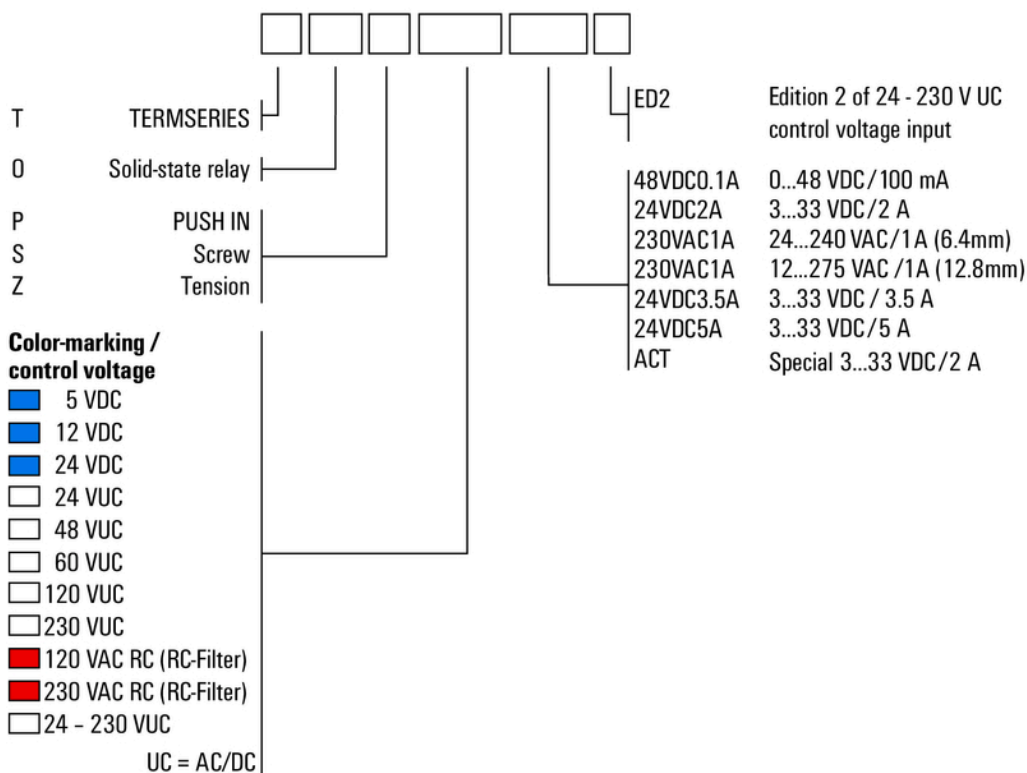 T TERMSERIES
O Solid-state relay
P PUSH IN
S Screw
Z Tension
Color-marking /
control voltage
5 VDC
12 VDC
24 VDC
24 VUC
48 VUC
60 VUC
120 VUC
230 VUC
120 VAC RC (RC-Filter)
230 VAC RC (RC-Filter)
24 – 230 VUC
UC = AC/DC
ED2 Edition 2 of 24 - 230 V UC
control voltage input
48VDC0.1A 0...48 VDC/100 mA
24VDC2A 3...33 VDC/2 A
230VAC1A 24...240 VAC/1A (6.4mm)
230VAC1A 12...275 VAC /1A (12.8mm)
24VDC3.5A 3...33 VDC / 3.5 A
24VDC5A 3...33 VDC/5 A
ACT Special 3...33 VDC/2 A